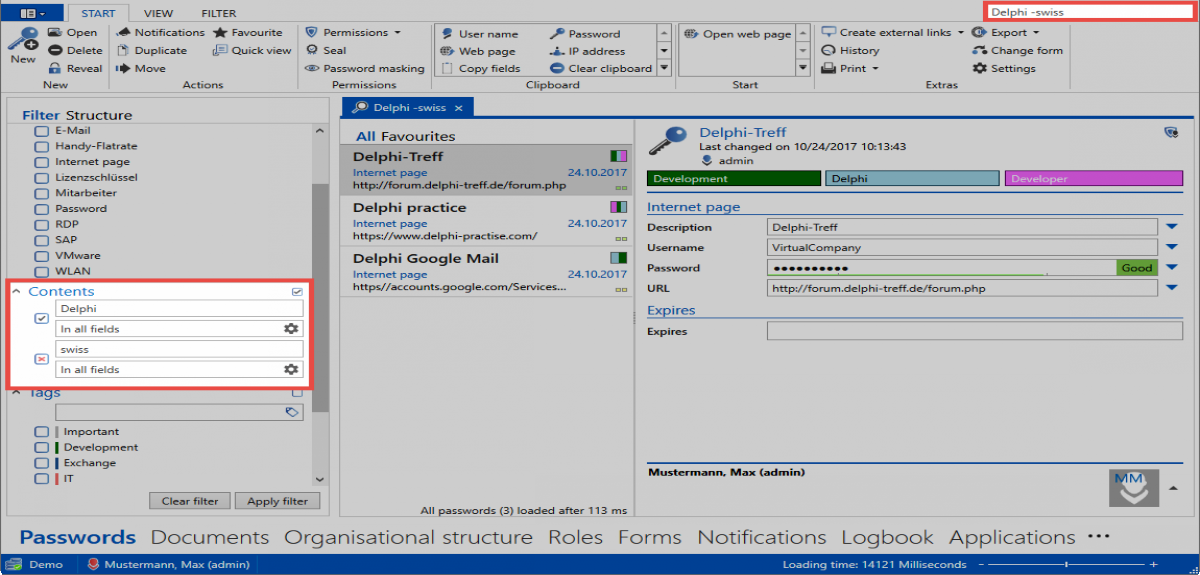 START VIEW FILTER
Delphi -swiss
New
Open
Delete
Reveal
New
Notifications
Duplicate
Move
Favourite
Quick view
Actions
Permissions
Seal
Password masking
Permissions
User name
Web page
Copy fields
Password
IP address
Clear clipboard
Clipboard
Open web page
Start
Create external links
History
Print
Export
Change form
Settings
Extras
Filter Structure
E-Mail
Handy-Flatrate
Internet page
Lizenzschlüssel
Mitarbeiter
Password
RDP
SAP
VMware
WLAN
Contents
Delphi
In all fields
swiss
In all fields
Tags
Important
Development
Exchange
IT
Clear filter Apply filter
Delphi -swiss ×
All Favourites
Delphi-Treff
Internet page 24.10.2017
http://forum.delphi-treff.de/forum.php
Delphi practice
Internet page 24.10.2017
https://www.delphi-practise.com/
Delphi Google Mail
Internet page 24.10.2017
https://accounts.google.com/Services...
All passwords (3) loaded after 113 ms
Delphi-Treff
Last changed on 10/24/2017 10:13:43
admin
Development Delphi Developer
Internet page
Description Delphi-Treff
Username VirtualCompany
Password ●●●●●●●●●● Good
URL http://forum.delphi-treff.de/forum.php
Expires
Expires
Mustermann, Max (admin)
MM
Passwords Documents Organisational structure Roles Forms Notifications Logbook Applications •••
Demo Mustermann, Max (admin) Loading time: 14121 Milliseconds - +